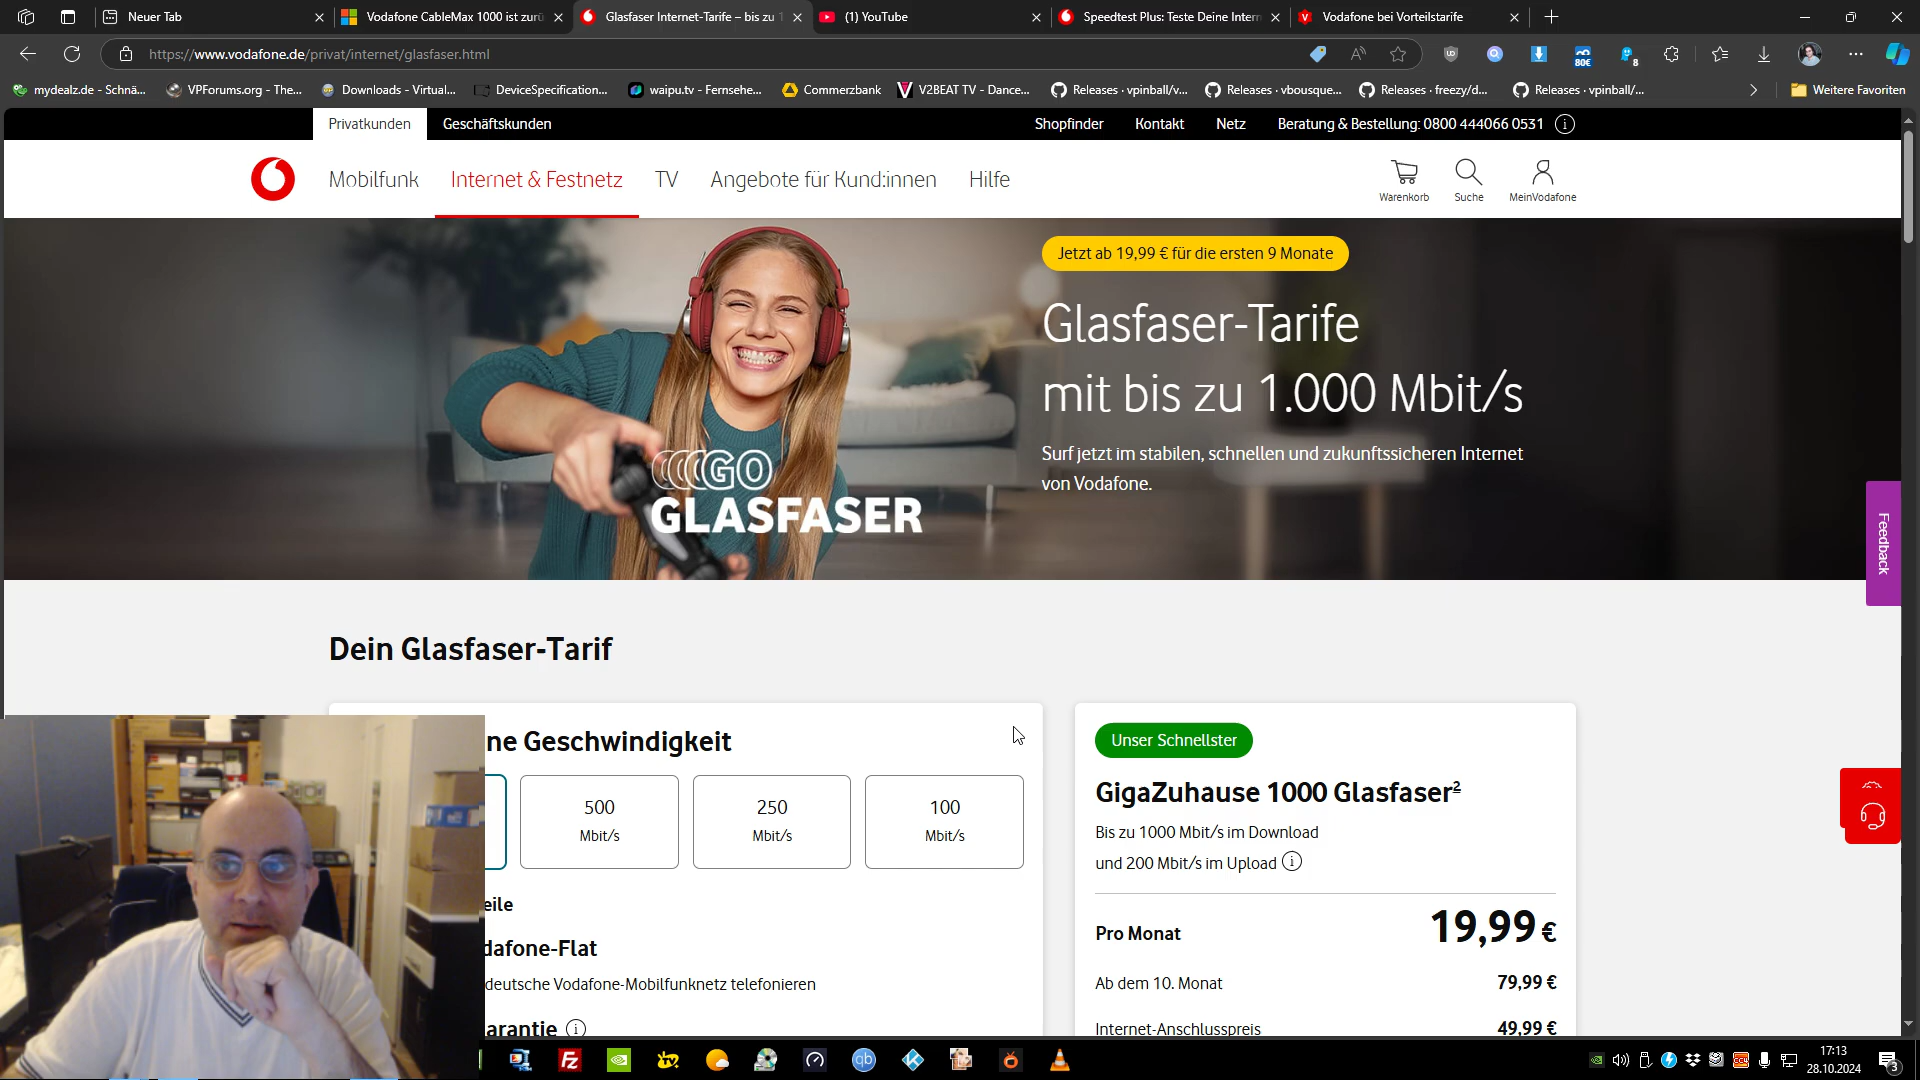 Neuer Tab
Vodafone CableMax 1000 ist zurü
Glasfaser Internet-Tarife – bis zu 1
(1) YouTube
Speedtest Plus: Teste Deine Intern
Vodafone bei Vorteilstarife
https://www.vodafone.de/privat/internet/glasfaser.html
80€
8
mydealz.de - Schnä...
VPForums.org - The...
Downloads - Virtual...
DeviceSpecification...
waipu.tv - Fernsehe...
Commerzbank
V2BEAT TV - Dance...
Releases · vpinball/v...
Releases · vbousque...
Releases · freezy/d...
Releases · vpinball/...
Weitere Favoriten
Privatkunden
Geschäftskunden
Shopfinder
Kontakt
Netz
Beratung & Bestellung: 0800 444066 0531
Mobilfunk
Internet & Festnetz
TV
Angebote für Kund:innen
Hilfe
Warenkorb
Suche
MeinVodafone
Jetzt ab 19,99 € für die ersten 9 Monate
Glasfaser-Tarife
mit bis zu 1.000 Mbit/s
Surf jetzt im stabilen, schnellen und zukunftssicheren Internet
von Vodafone.
GO
GLASFASER
Feedback
Dein Glasfaser-Tarif
ne Geschwindigkeit
500
Mbit/s
250
Mbit/s
100
Mbit/s
eile
dafone-Flat
deutsche Vodafone-Mobilfunknetz telefonieren
arantie
Unser Schnellster
GigaZuhause 1000 Glasfaser²
Bis zu 1000 Mbit/s im Download
und 200 Mbit/s im Upload
Pro Monat
19,99 €
Ab dem 10. Monat
79,99 €
Internet-Anschlusspreis
49,99 €
17:13
28.10.2024
3